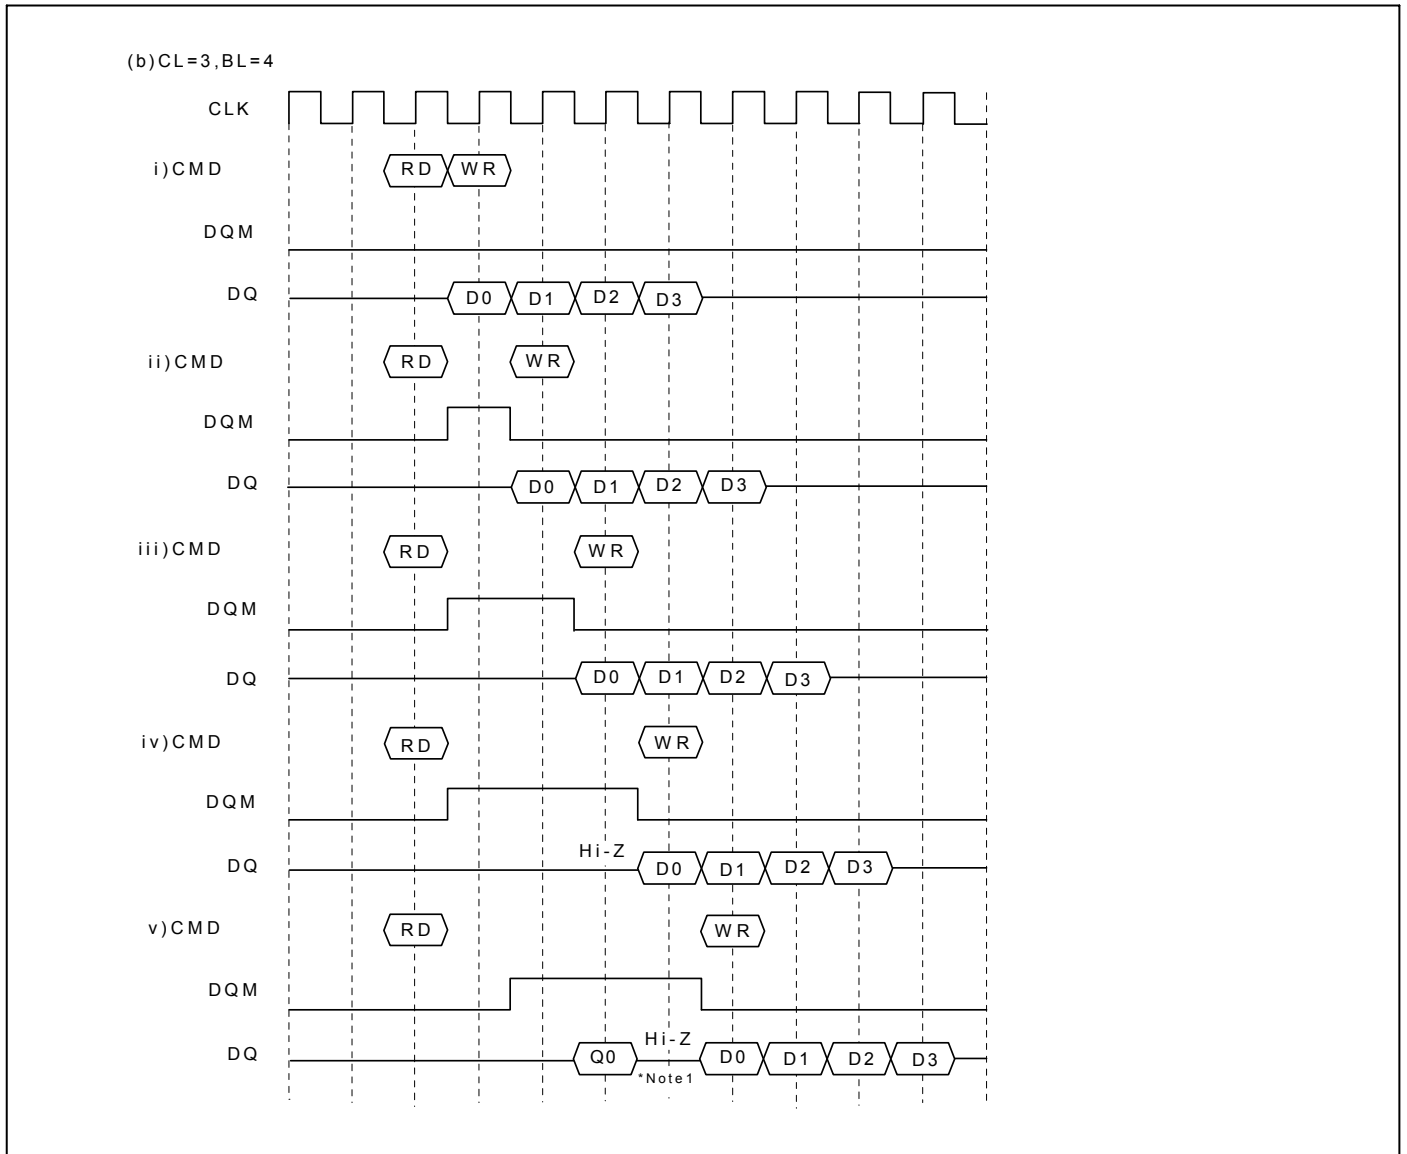 (b)CL=3,BL=4
CLK
i)CMD RD WR
DQM
DQ D0 D1 D2 D3
ii)CMD RD WR
DQM
DQ D0 D1 D2 D3
iii)CMD RD WR
DQM
DQ D0 D1 D2 D3
iv)CMD RD WR
DQM
Hi-Z
DQ D0 D1 D2 D3
v)CMD RD WR
DQM
Hi-Z
DQ Q0 D0 D1 D2 D3
*Note1